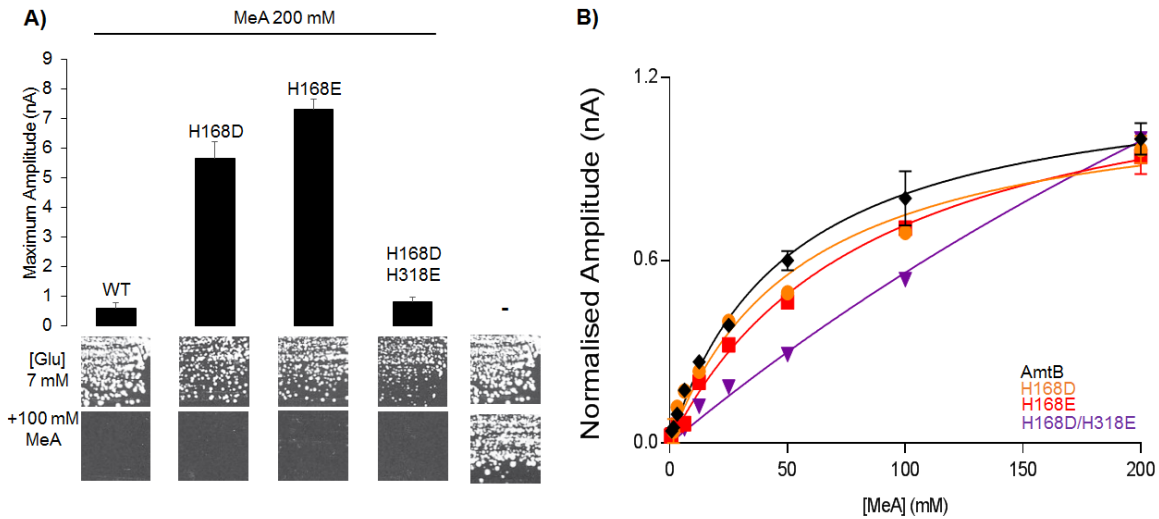 A)
MeA 200 mM
Maximum Amplitude (nA)
9
8
7
6
5
4
3
2
1
0
WT
H168D
H168E
H168D
H318E
-
[Glu]
7 mM
+100 mM
MeA
B)
Normalised Amplitude (nA)
1.2
0.6
0.0
0
50
100
150
200
[MeA] (mM)
AmtB
H168D
H168E
H168D/H318E